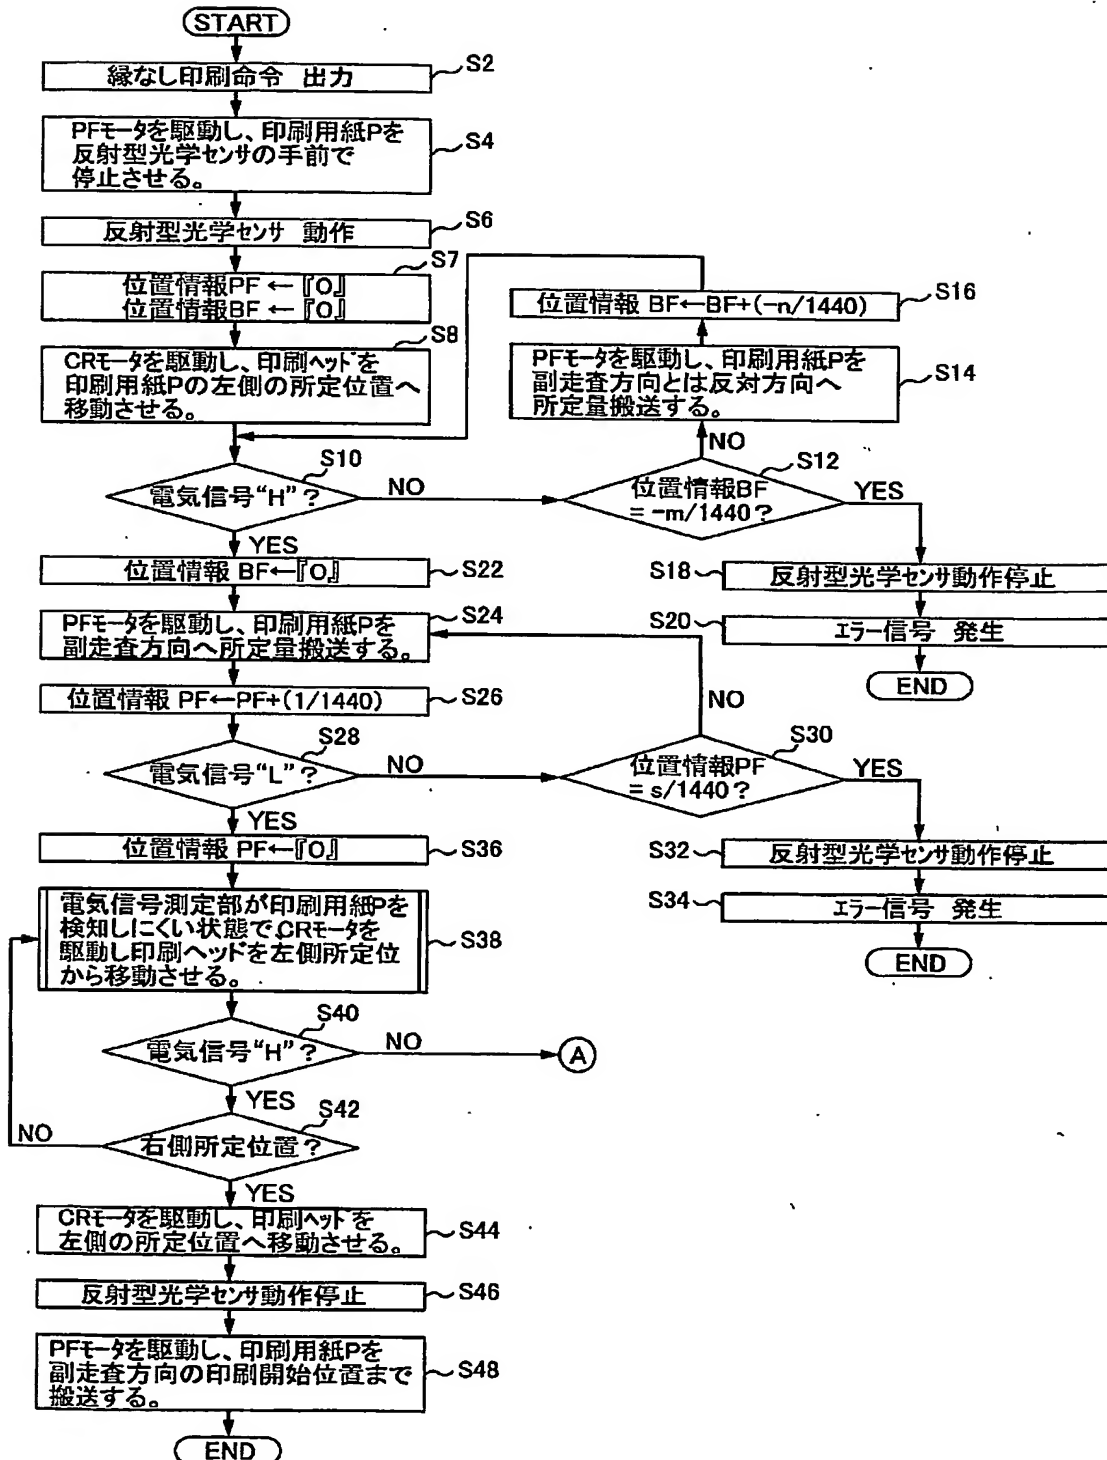 START
縁なし印刷命令 出力
S2
PFモータを駆動し、印刷用紙Pを
反射型光学センサの手前で
停止させる。
S4
反射型光学センサ 動作
S6
位置情報PF ← 『O』
位置情報BF ← 『O』
S7
CRモータを駆動し、印刷ヘッドを
印刷用紙Pの左側の所定位置へ
移動させる。
S8
電気信号“H”?
S10
NO
YES
位置情報BF
= -m/1440?
S12
NO
YES
PFモータを駆動し、印刷用紙Pを
副走査方向とは反対方向へ
所定量搬送する。
S14
位置情報 BF←BF+(-n/1440)
S16
S18
反射型光学センサ動作停止
S20
エラー信号 発生
END
位置情報 BF←『O』
S22
PFモータを駆動し、印刷用紙Pを
副走査方向へ所定量搬送する。
S24
位置情報 PF←PF+(1/1440)
S26
電気信号“L”?
S28
NO
YES
位置情報PF
= s/1440?
S30
NO
YES
S32
反射型光学センサ動作停止
S34
エラー信号 発生
END
位置情報 PF←『O』
S36
電気信号測定部が印刷用紙Pを
検知しにくい状態で、CRモータを
駆動し印刷ヘッドを左側所定位
から移動させる。
S38
電気信号“H”?
S40
NO
A
YES
右側所定位置?
S42
NO
YES
CRモータを駆動し、印刷ヘッドを
左側の所定位置へ移動させる。
S44
反射型光学センサ動作停止
S46
PFモータを駆動し、印刷用紙Pを
副走査方向の印刷開始位置まで
搬送する。
S48
END